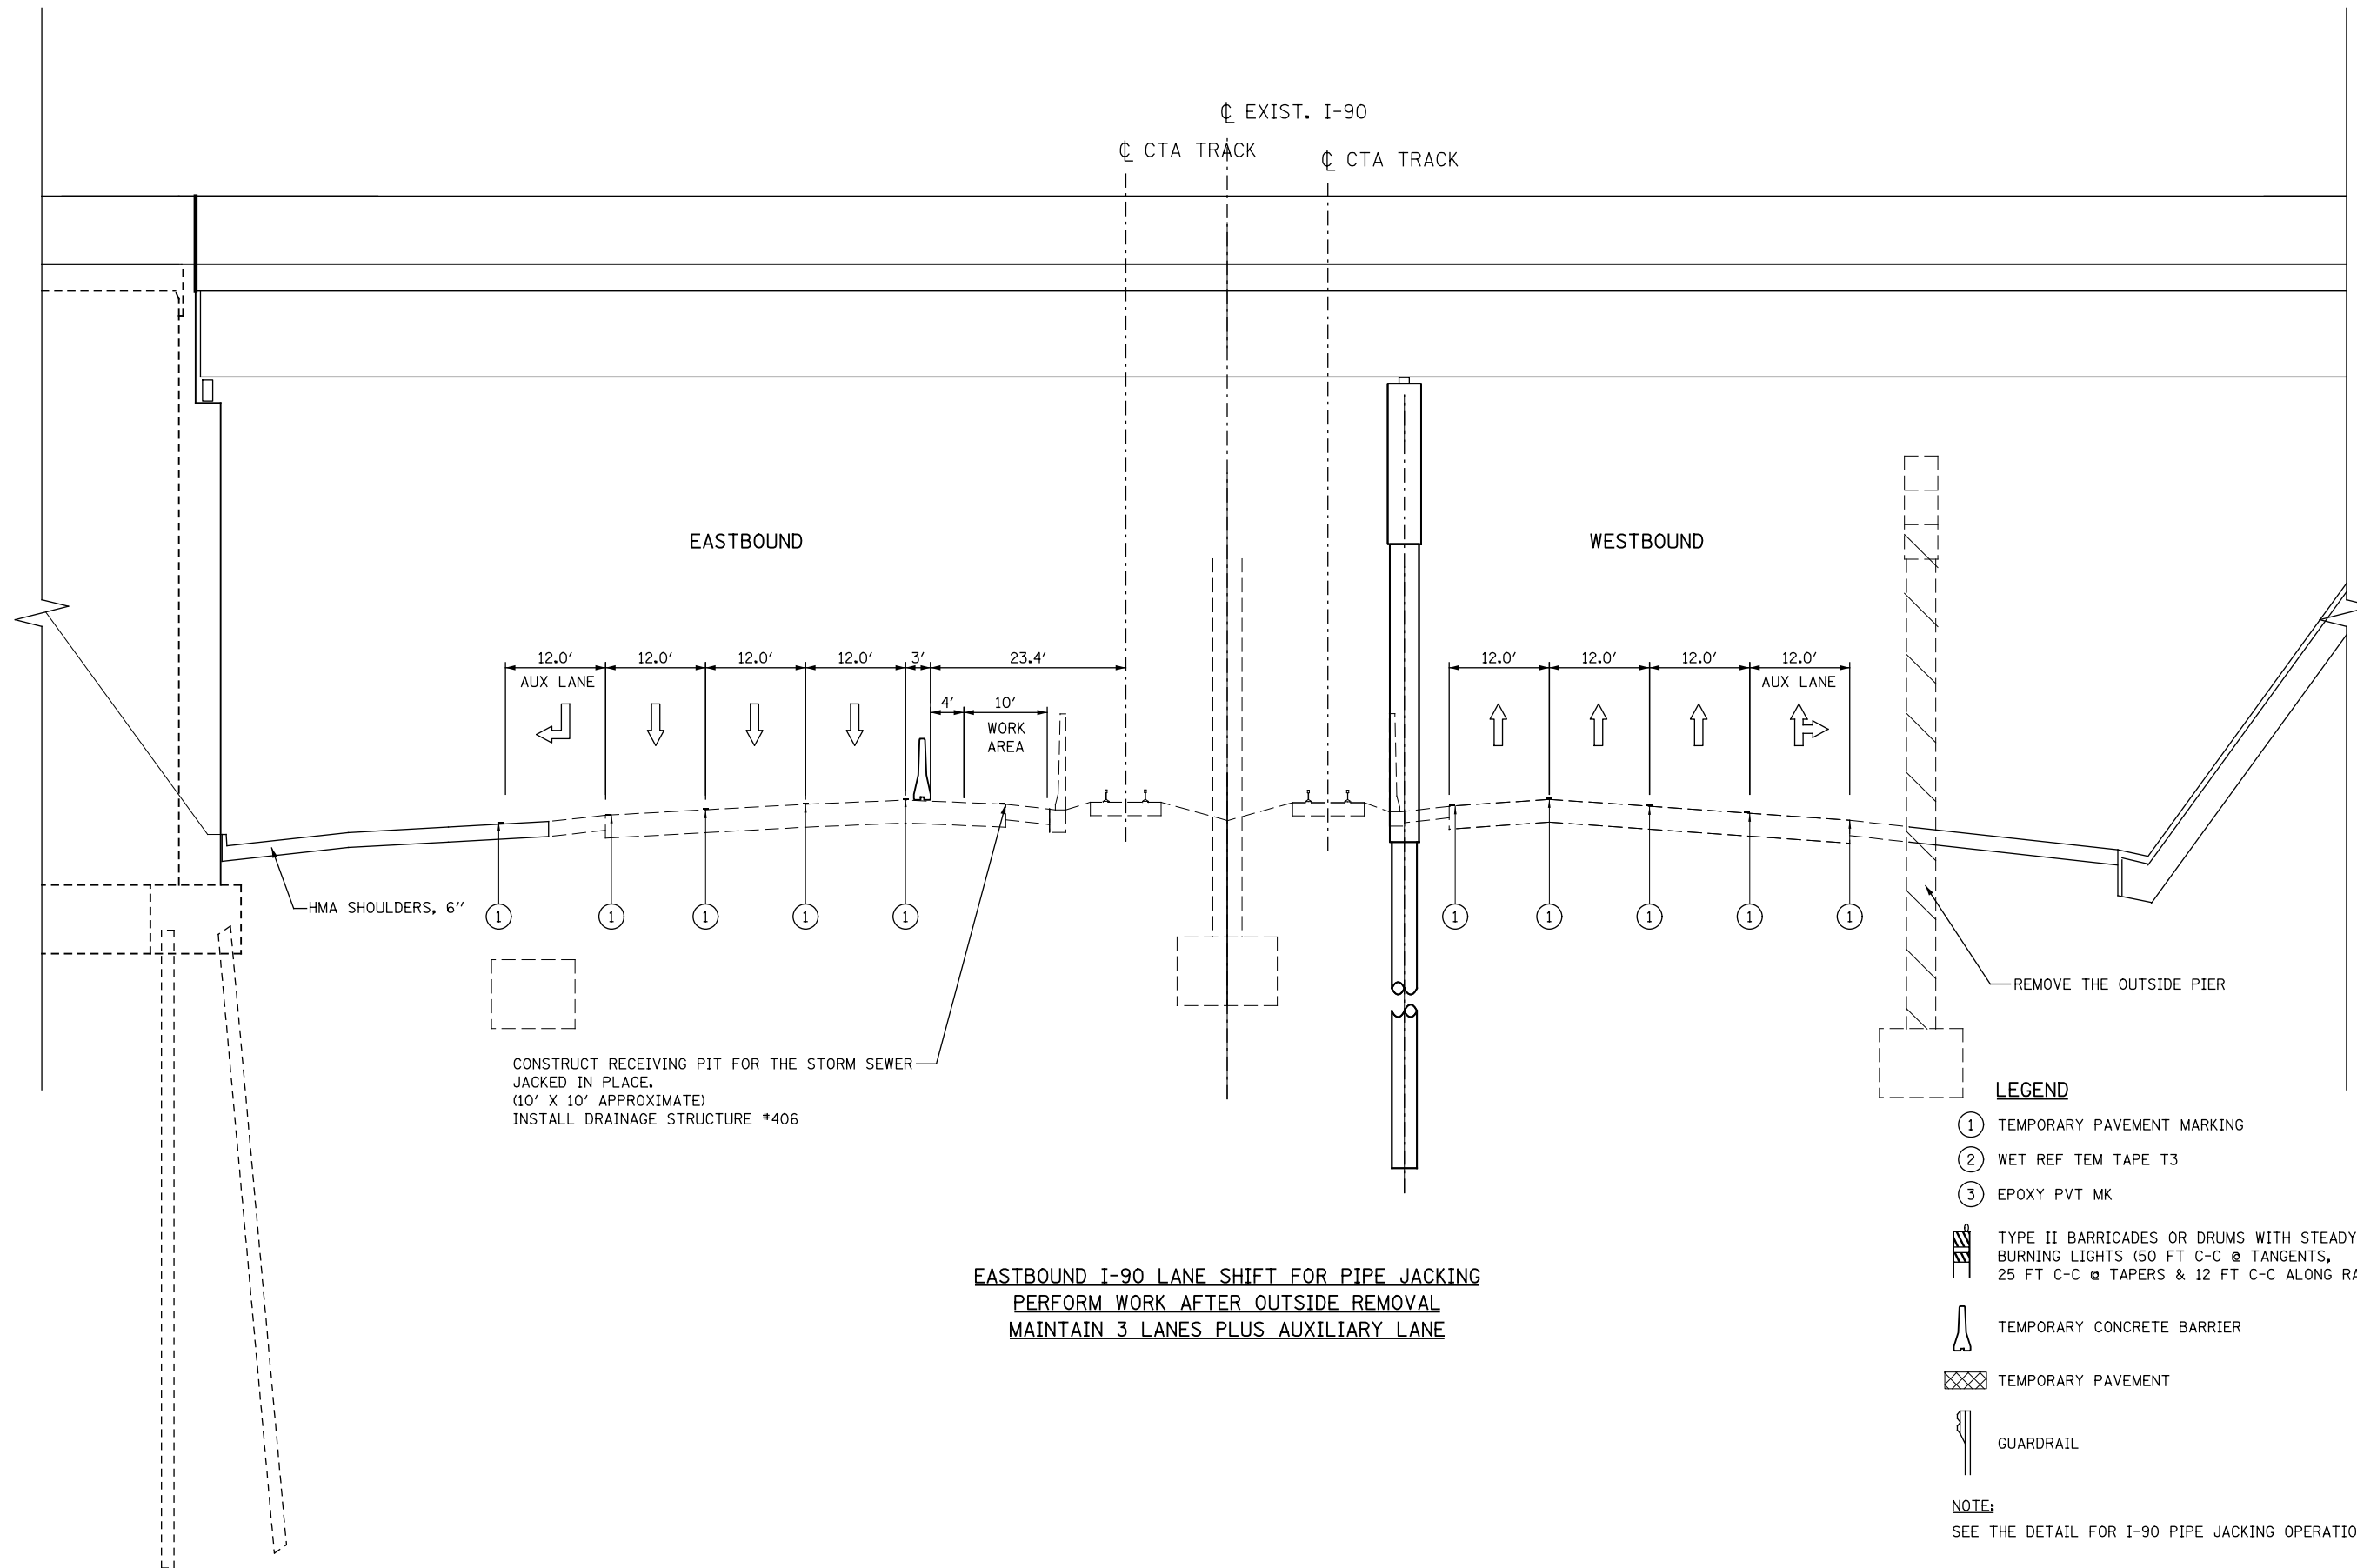 ℄ EXIST. I-90
℄ CTA TRACK
℄ CTA TRACK
EASTBOUND
WESTBOUND
12.0' 12.0' 12.0' 12.0' 3' 23.4'
AUX LANE
4' 10'
WORK
AREA
12.0' 12.0' 12.0' 12.0'
AUX LANE
HMA SHOULDERS, 6"
1 1 1 1 1
1 1 1 1 1
REMOVE THE OUTSIDE PIER
CONSTRUCT RECEIVING PIT FOR THE STORM SEWER
JACKED IN PLACE.
(10' X 10' APPROXIMATE)
INSTALL DRAINAGE STRUCTURE #406
EASTBOUND I-90 LANE SHIFT FOR PIPE JACKING
PERFORM WORK AFTER OUTSIDE REMOVAL
MAINTAIN 3 LANES PLUS AUXILIARY LANE
LEGEND
1 TEMPORARY PAVEMENT MARKING
2 WET REF TEM TAPE T3
3 EPOXY PVT MK
TYPE II BARRICADES OR DRUMS WITH STEADY
BURNING LIGHTS (50 FT C-C @ TANGENTS,
25 FT C-C @ TAPERS & 12 FT C-C ALONG
TEMPORARY CONCRETE BARRIER
TEMPORARY PAVEMENT
GUARDRAIL
NOTE:
SEE THE DETAIL FOR I-90 PIPE JACKING